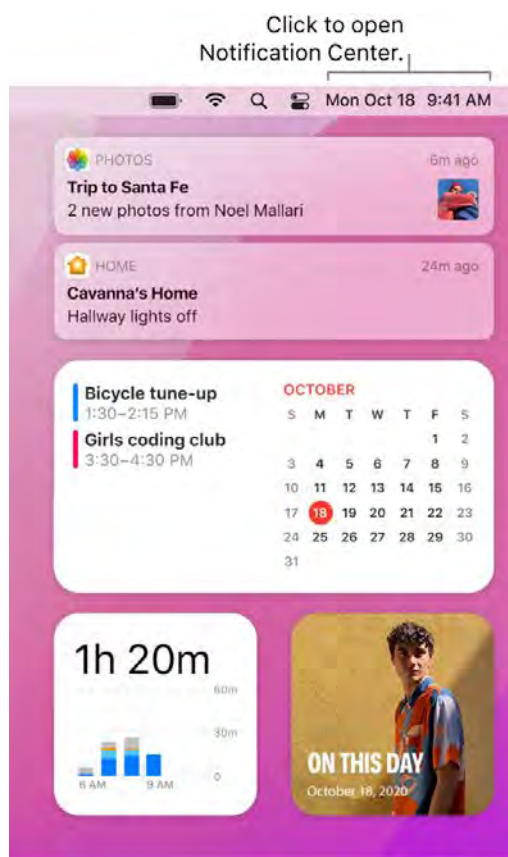 Click to open
Notification Center.
Mon Oct 18 9:41 AM
PHOTOS 6m ago
Trip to Santa Fe
2 new photos from Noel Mallari
HOME 24m ago
Cavanna's Home
Hallway lights off
Bicycle tune-up
1:30–2:15 PM
Girls coding club
3:30–4:30 PM
OCTOBER
S M T W T F S
1 2
3 4 5 6 7 8 9
10 11 12 13 14 15 16
17 18 19 20 21 22 23
24 25 26 27 28 29 30
31
1h 20m
60m
30m
0
6 AM 9 AM
ON THIS DAY
October 18, 2020